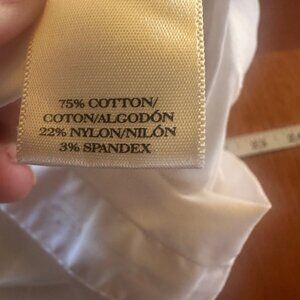 75% COTTON/
COTON/ALGODÓN
22% NYLON/NILÓN
3% SPANDEX